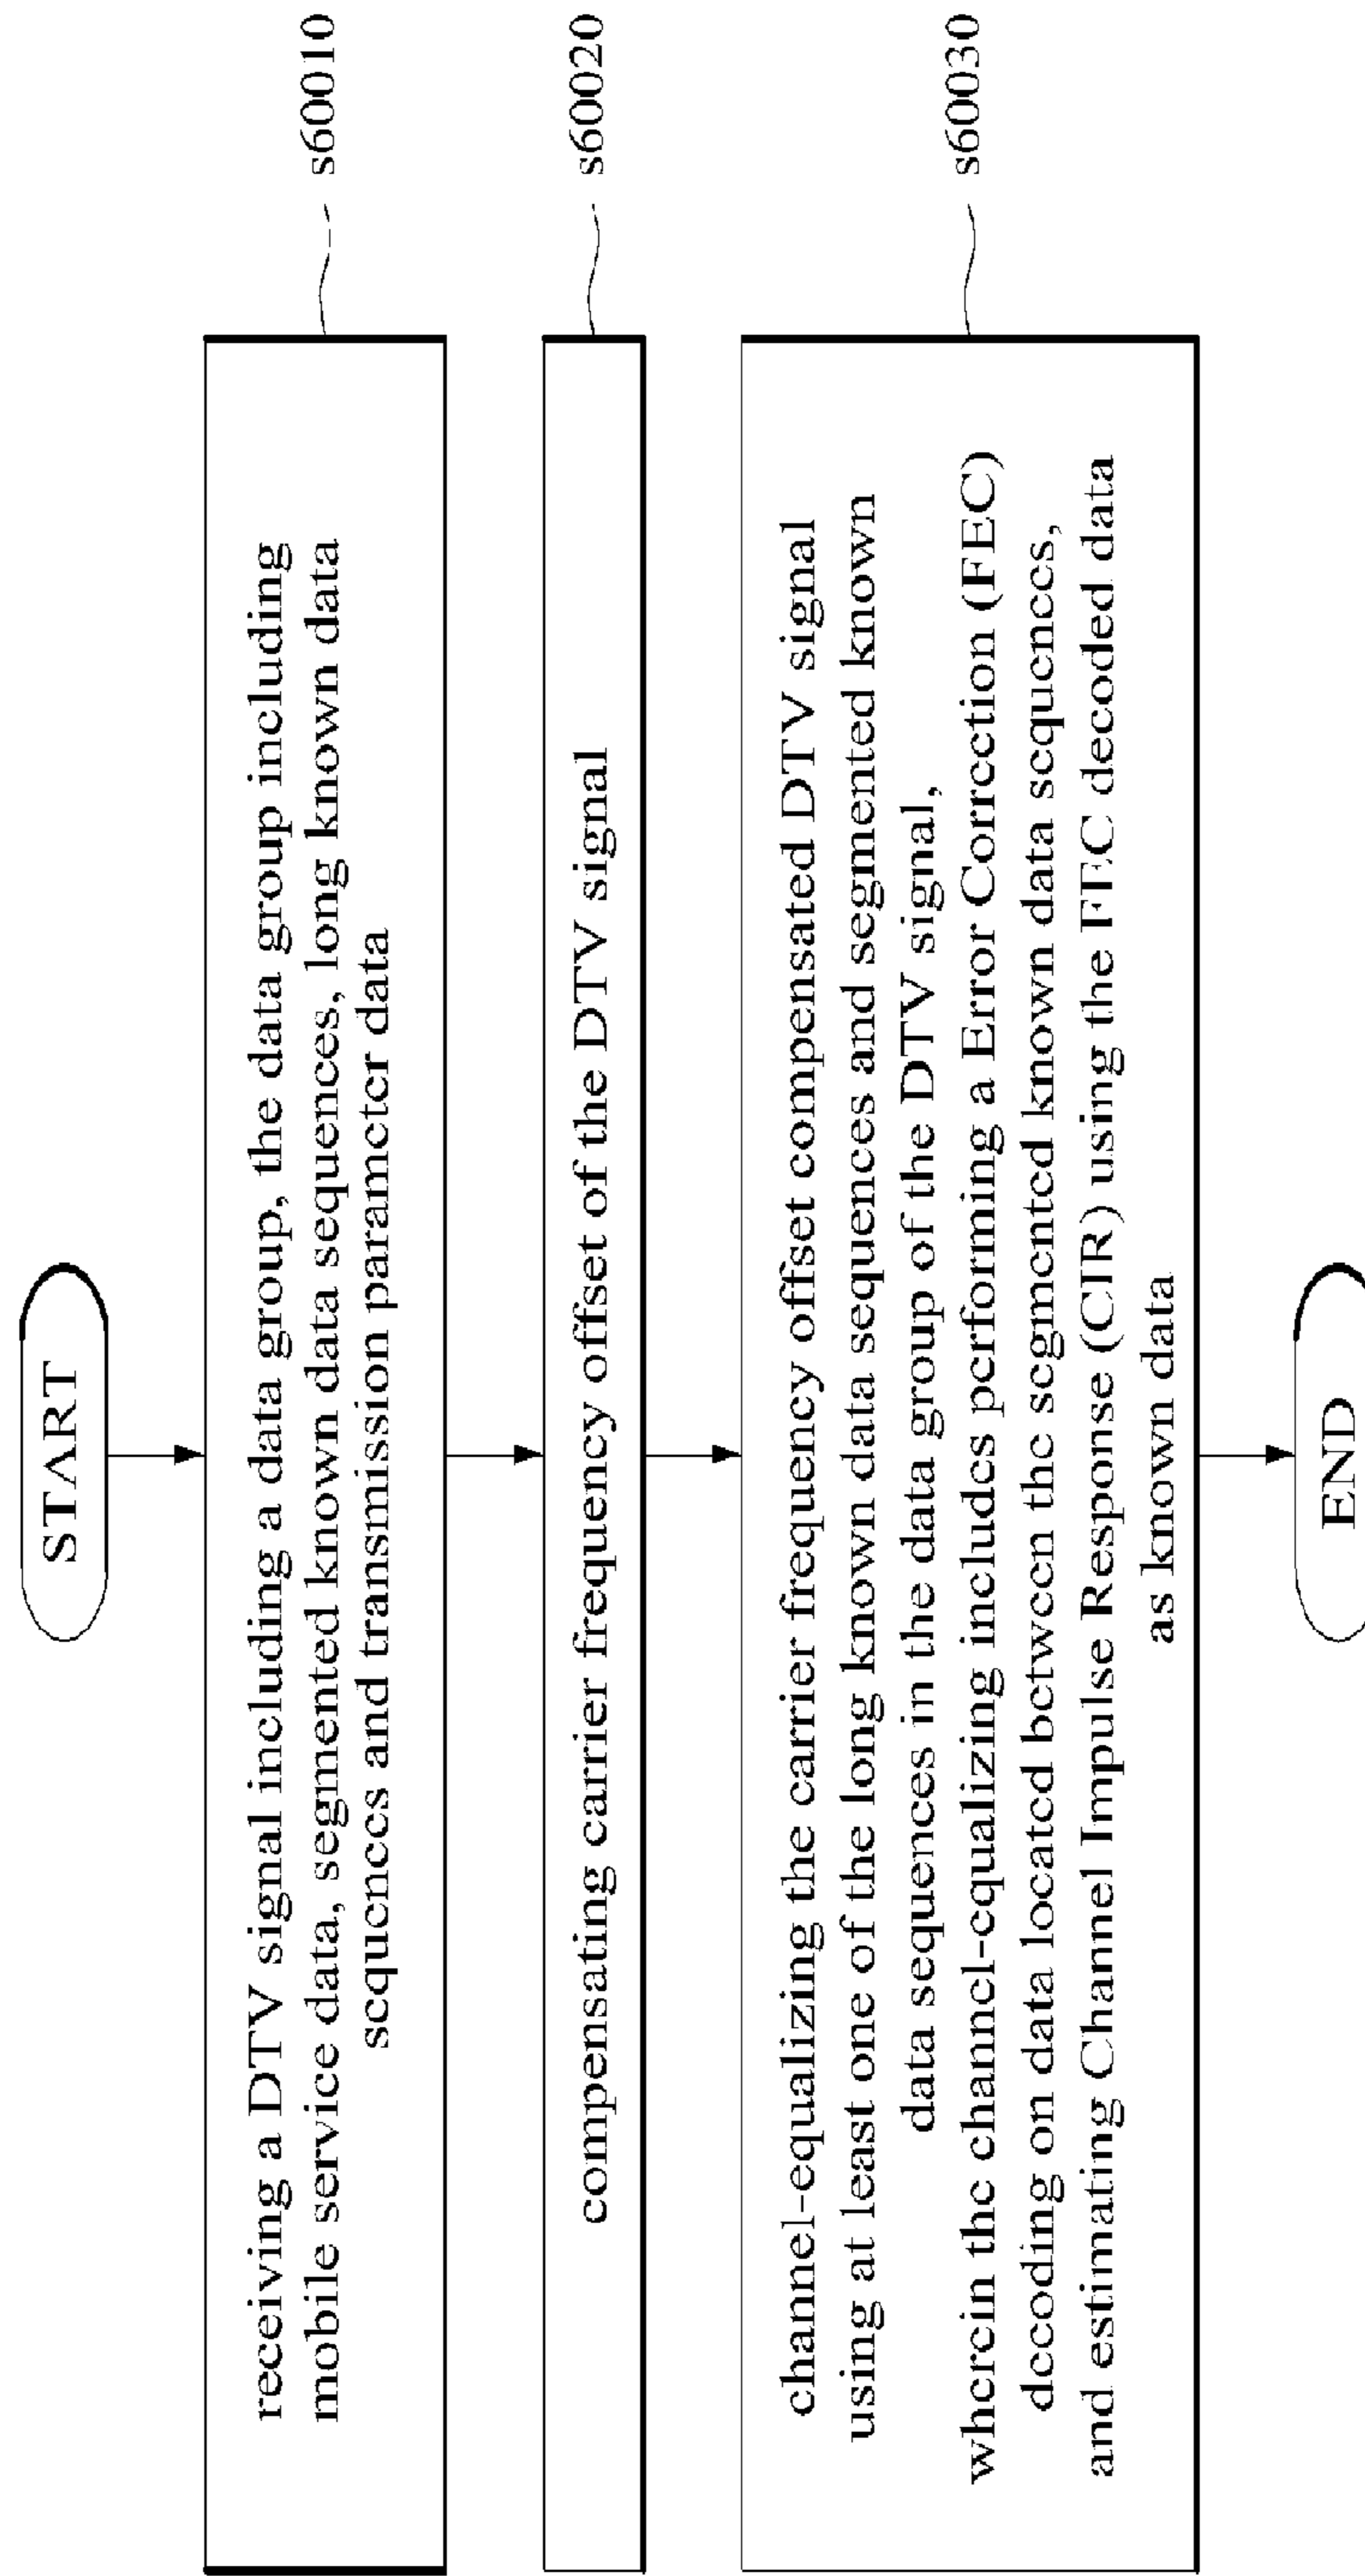 START
receiving a DTV signal including a data group, the data group including
mobile service data, segmented known data sequences, long known data
sequences and transmission parameter data
s60010
compensating carrier frequency offset of the DTV signal
s60020
channel-equalizing the carrier frequency offset compensated DTV signal
using at least one of the long known data sequences and segmented known
data sequences in the data group of the DTV signal,
wherein the channel-equalizing includes performing a Error Correction (FEC)
decoding on data located between the segmented known data sequences,
and estimating Channel Impulse Response (CIR) using the FEC decoded data
as known data
s60030
END